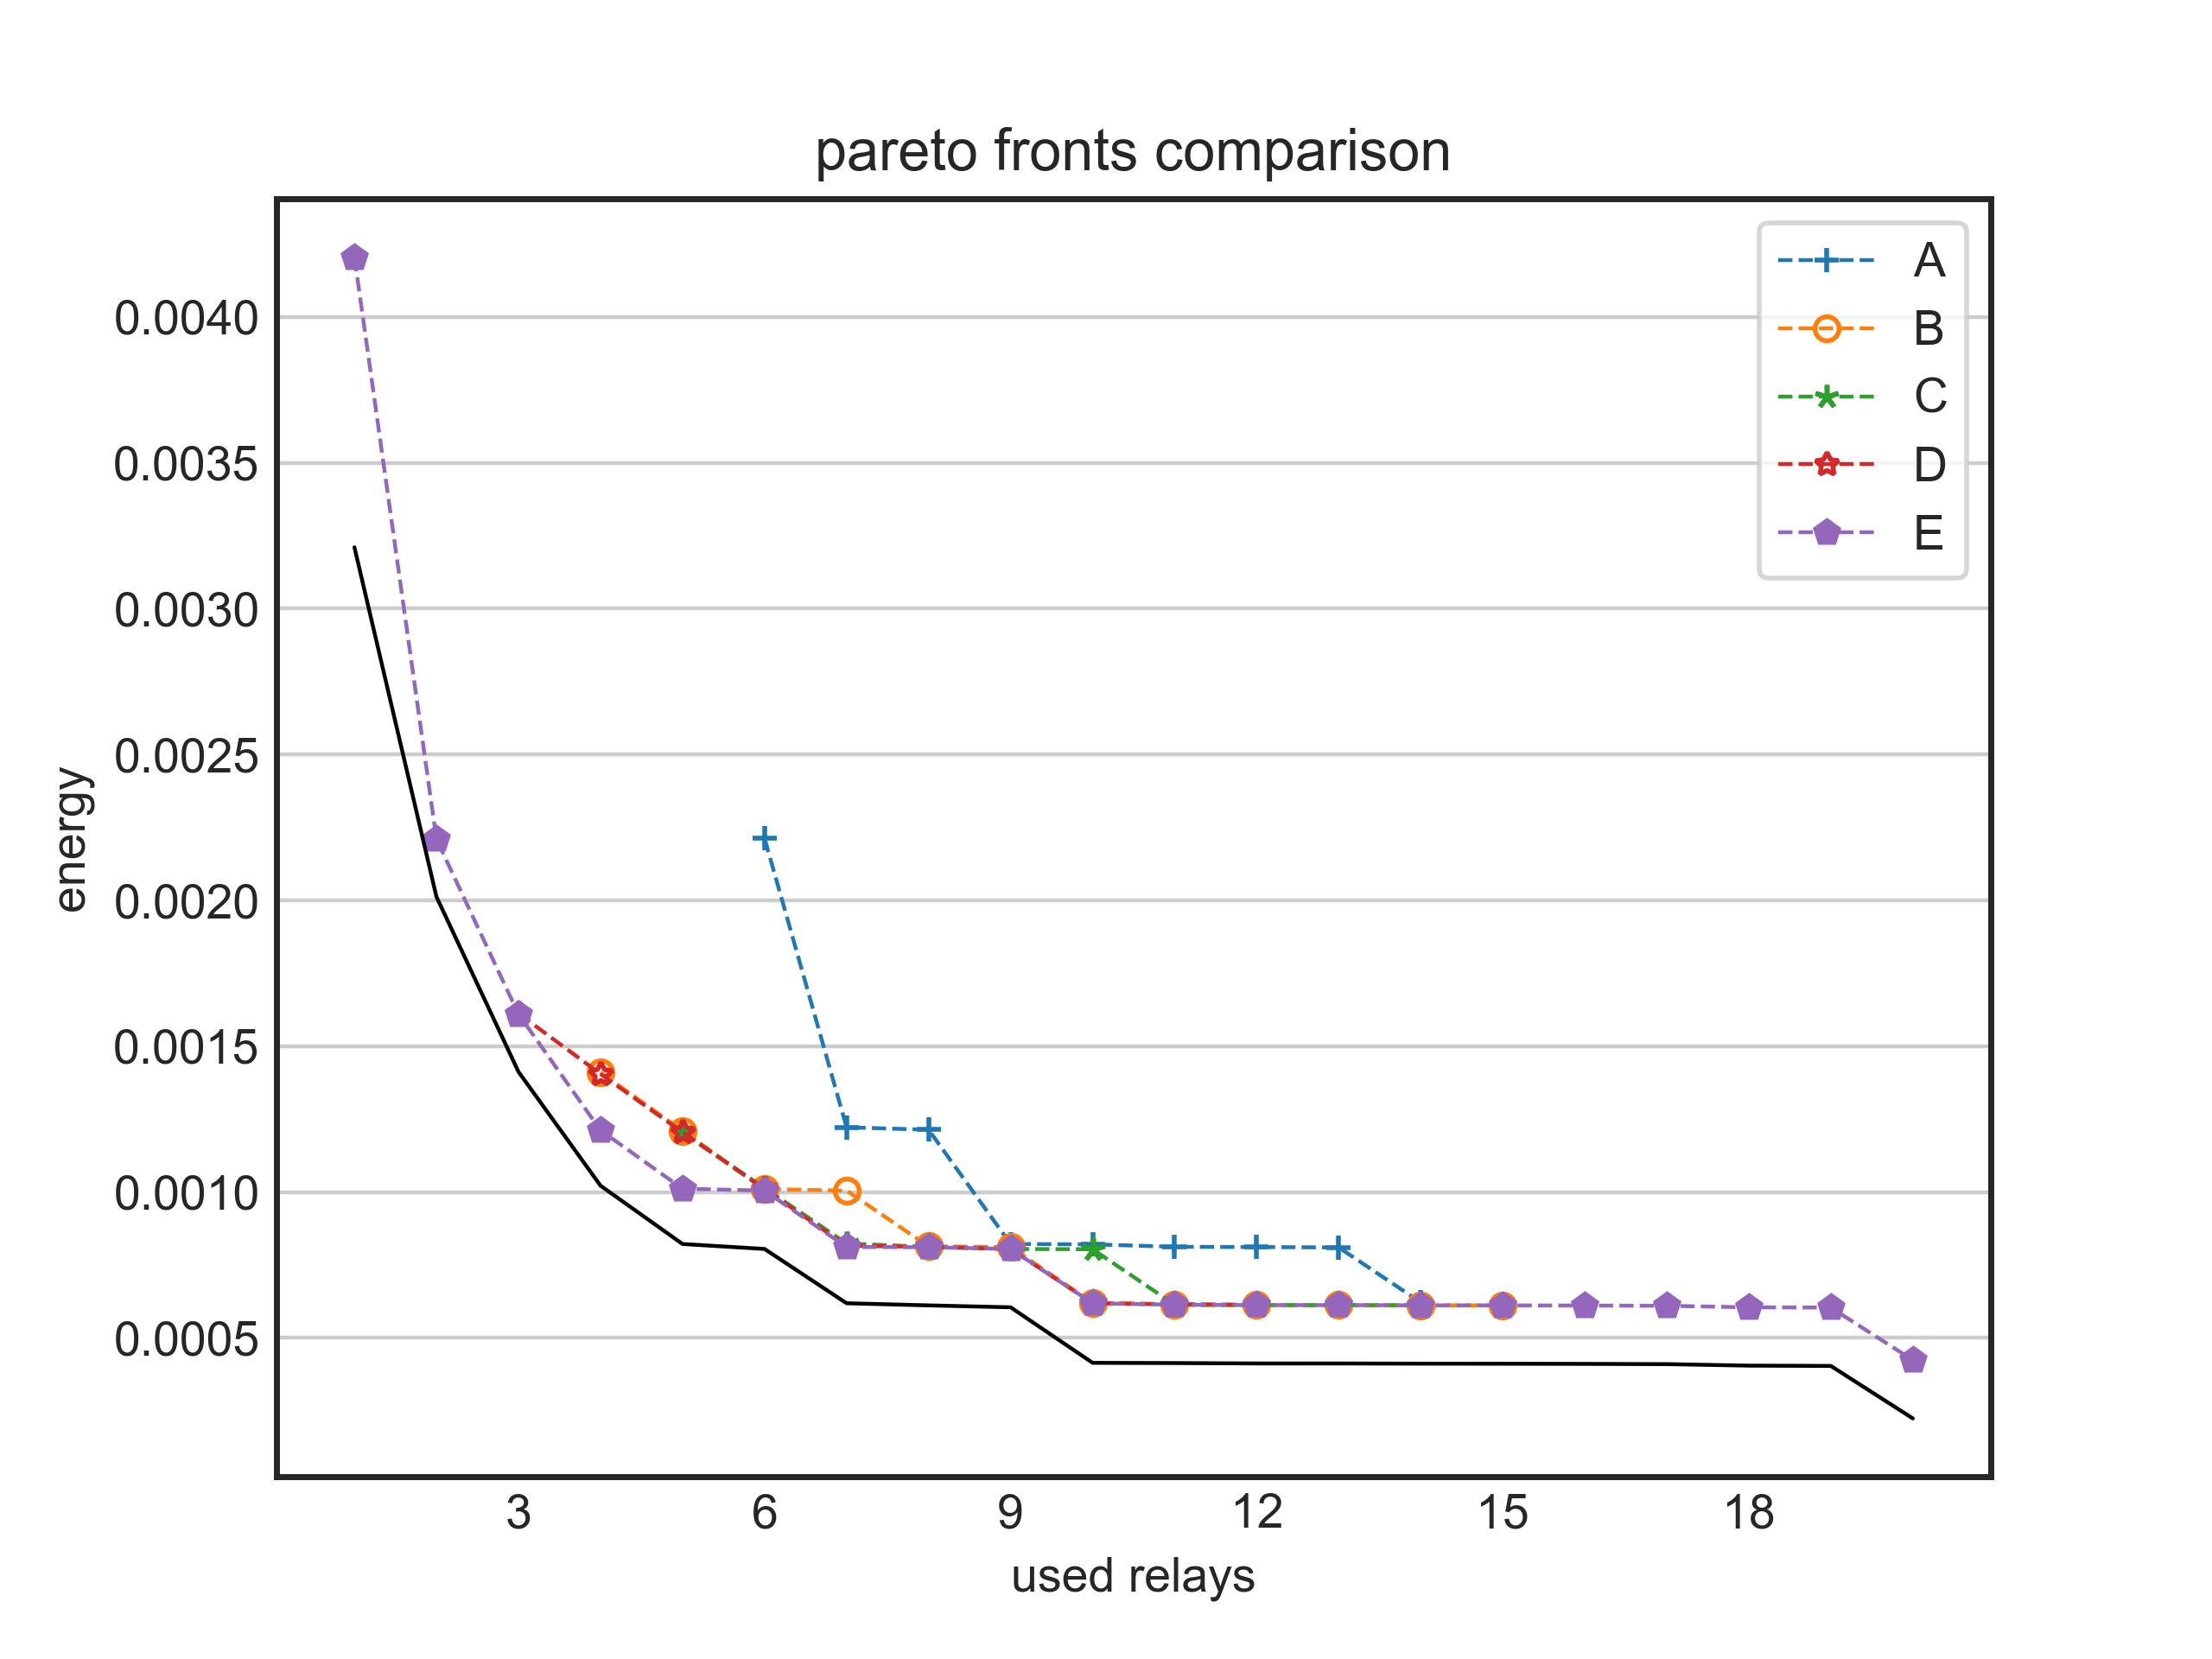 pareto fronts comparison
A
B
C
D
E
0.0040
0.0035
0.0030
0.0025
0.0020
0.0015
0.0010
0.0005
energy
3 6 9 12 15 18
used relays